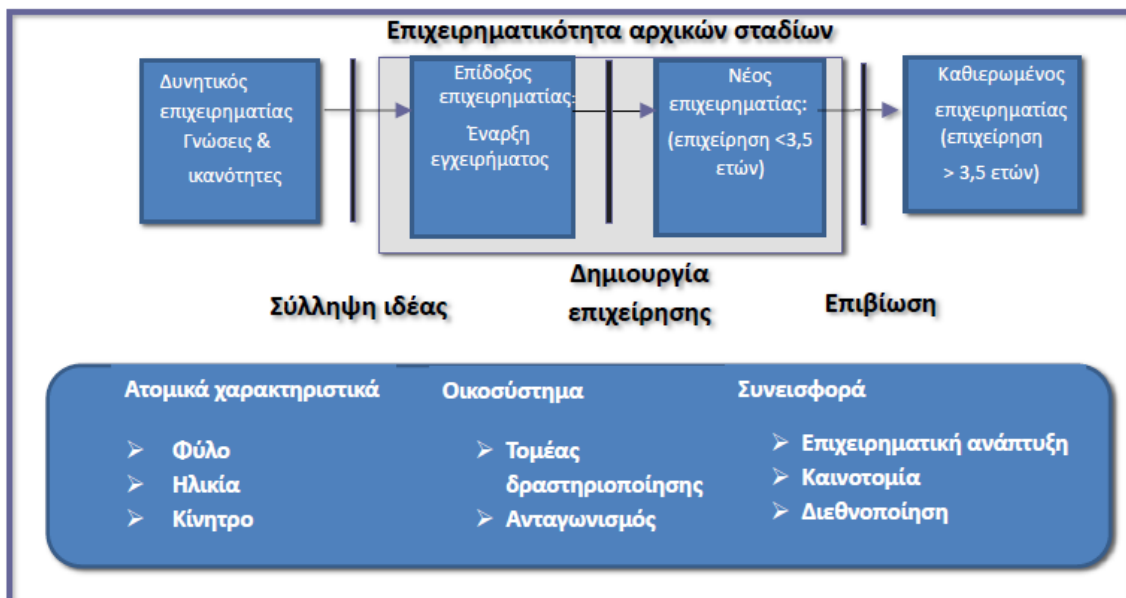 Επιχειρηματικότητα αρχικών σταδίων
Δυνητικός
επιχειρηματίας
Γνώσεις &
ικανότητες
Επίδοξος
επιχειρηματίας:
Έναρξη
εγχειρήματος
Νέος
επιχειρηματίας:
(επιχείρηση <3,5
ετών)
Καθιερωμένος
επιχειρηματίας
(επιχείρηση
> 3,5 ετών)
Σύλληψη ιδέας
Δημιουργία
επιχείρησης
Επιβίωση
Ατομικά χαρακτηριστικά
➢ Φύλο
➢ Ηλικία
➢ Κίνητρο
Οικοσύστημα
➢ Τομέας
δραστηριοποίησης
➢ Ανταγωνισμός
Συνεισφορά
➢ Επιχειρηματική ανάπτυξη
➢ Καινοτομία
➢ Διεθνοποίηση